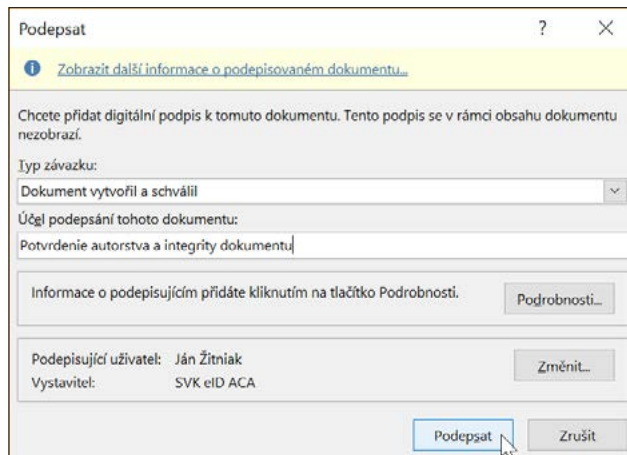 Podepsat
Zobrazit další informace o podepisovaném dokumentu...
Chcete přidat digitální podpis k tomuto dokumentu. Tento podpis se v rámci obsahu dokumentu
nezobrazí.
Typ závazku:
Dokument vytvořil a schválil
Účel podepsání tohoto dokumentu:
Potvrdenie autorstva a integrity dokumentu
Informace o podepisujícím přidáte kliknutím na tlačítko Podrobnosti.
Podrobnosti...
Podepisující uživatel: Ján Žitniak
Změnit...
Vystavitel: SVK eID ACA
Podepsat
Zrušit